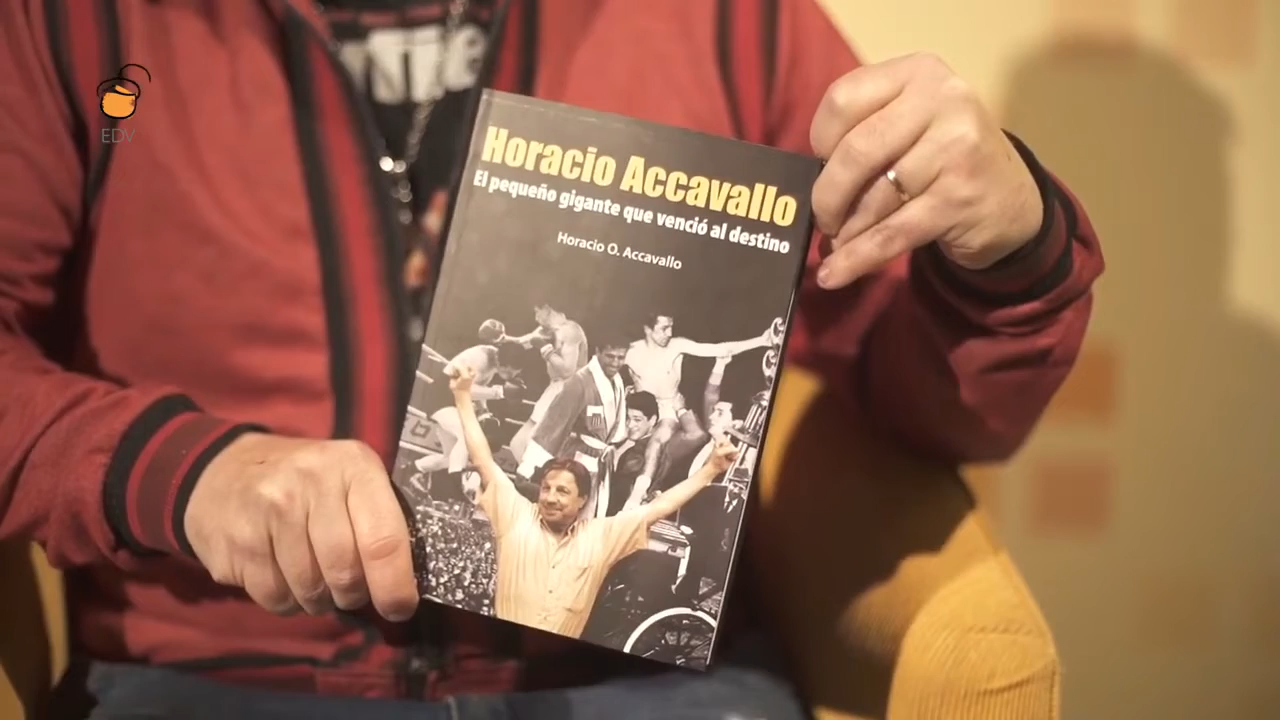 EDV
Horacio Accavallo
El pequeño gigante que venció al destino
Horacio O. Accavallo